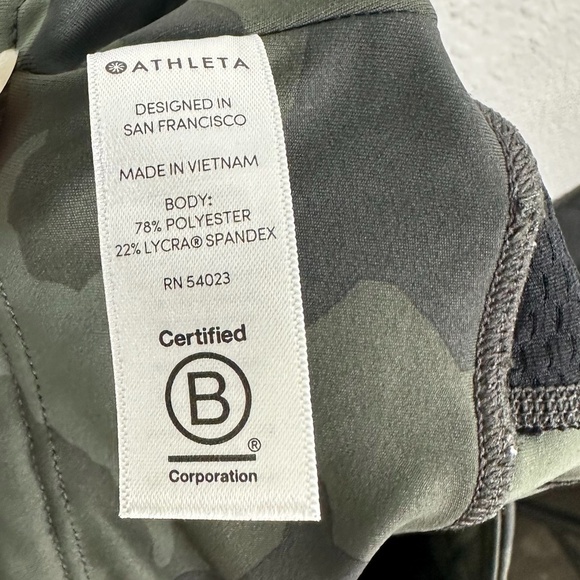 ATHLETA
DESIGNED IN
SAN FRANCISCO
MADE IN VIETNAM
BODY:
78% POLYESTER
22% LYCRA® SPANDEX
RN 54023
Certified
B
®
Corporation